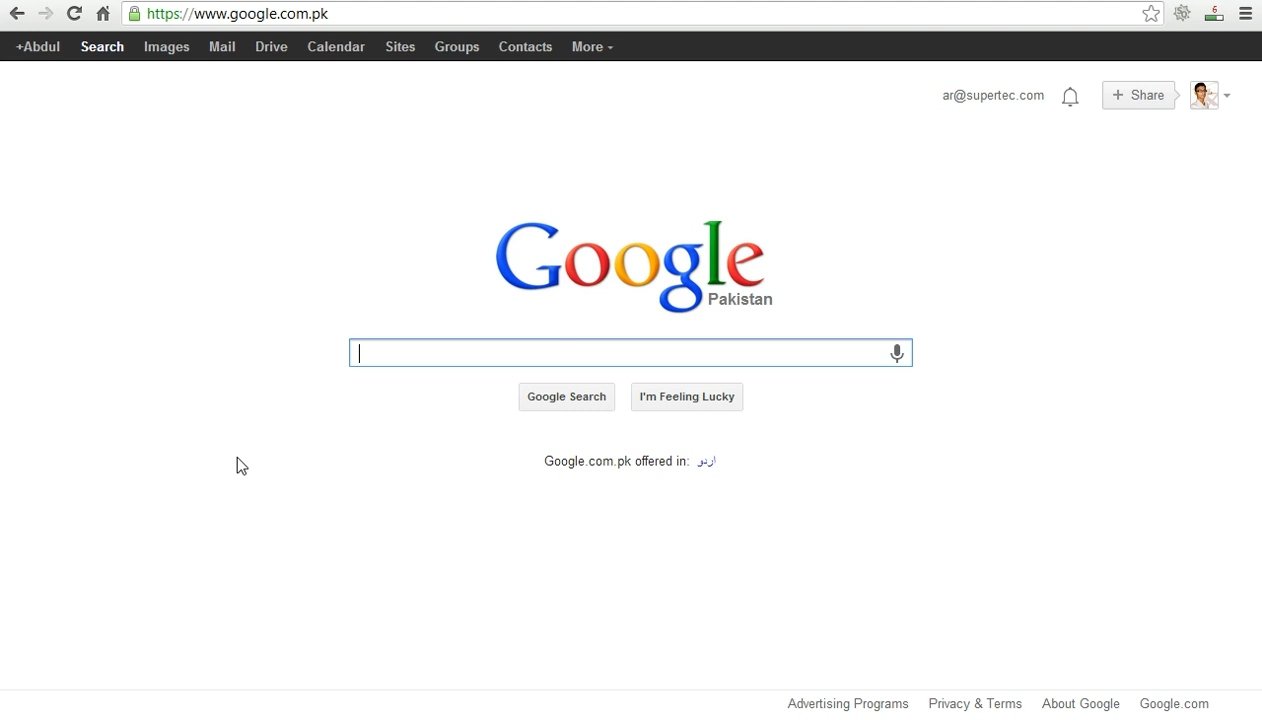 https://www.google.com.pk
6
+Abdul Search Images Mail Drive Calendar Sites Groups Contacts More
ar@supertec.com + Share
Google
Pakistan
Google Search I'm Feeling Lucky
Google.com.pk offered in: اردو
Advertising Programs Privacy & Terms About Google Google.com